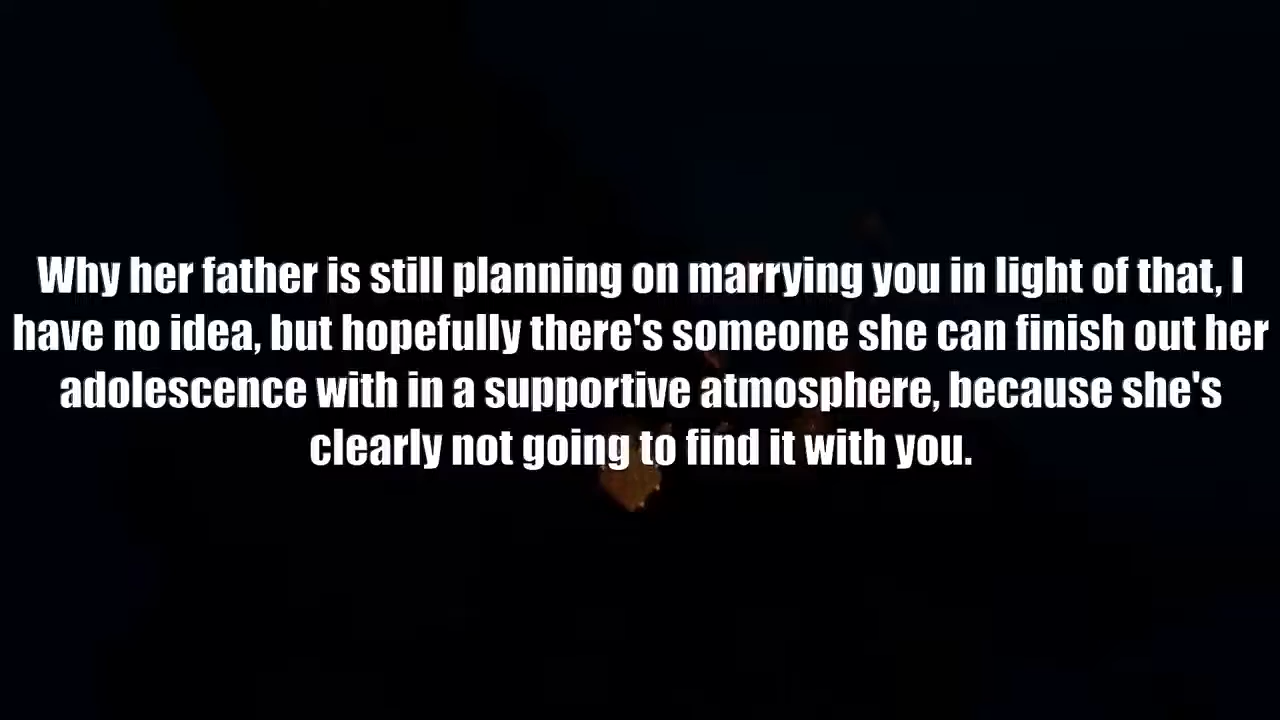 Why her father is still planning on marrying you in light of that, I
have no idea, but hopefully there's someone she can finish out her
adolescence with in a supportive atmosphere, because she's
clearly not going to find it with you.